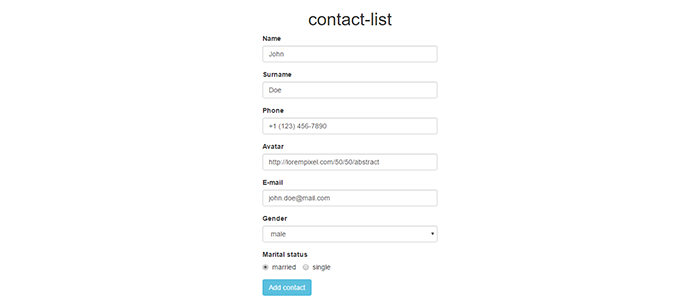 contact-list
Name
John
Surname
Doe
Phone
+1 (123) 456-7890
Avatar
http://lorempixel.com/50/50/abstract
E-mail
john.doe@mail.com
Gender
male
Marital status
married single
Add contact